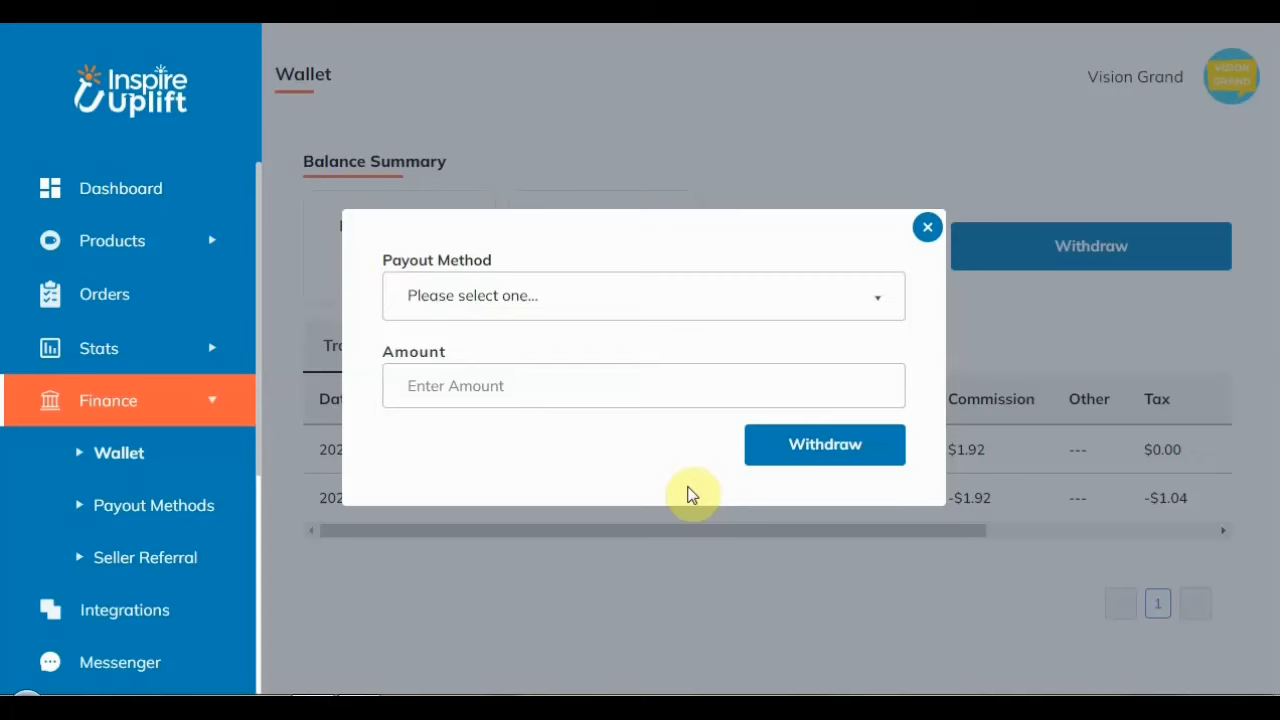 Inspire
Uplift
Wallet
Vision Grand
VISION
GRAND
Dashboard
Balance Summary
Products
Withdraw
Payout Method
Please select one...
Orders
Stats
Amount
Enter Amount
Finance
Commission Other Tax
Withdraw
Wallet
$1.92 --- $0.00
-$1.92 --- -$1.04
Payout Methods
Seller Referral
Integrations
1
Messenger